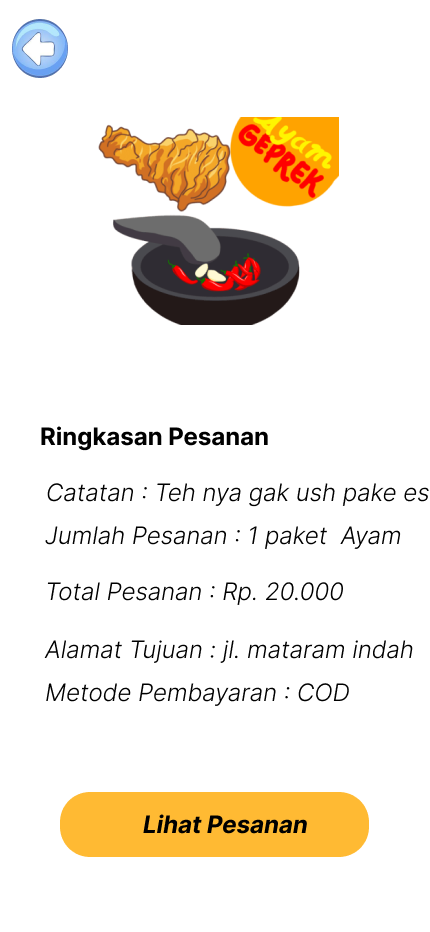 Ayam
GEPREK
Ringkasan Pesanan
Catatan : Teh nya gak ush pake es
Jumlah Pesanan : 1 paket  Ayam
Total Pesanan : Rp. 20.000
Alamat Tujuan : jl. mataram indah
Metode Pembayaran : COD
Lihat Pesanan